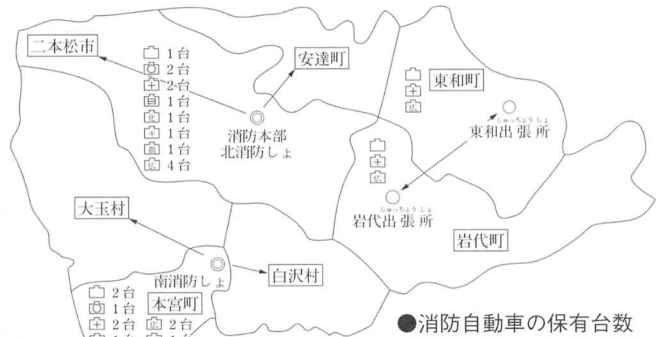 二本松市
安達町
東和町
1台
2台
2台
1台
1台
1台
1台
4台
消防本部
北消防しょ
しゅっちょうしょ
東和出張所
しゅっちょうしょ
岩代出張所
岩代町
大玉村
白沢村
南消防しょ
本宮町
2台
1台
2台
2台
●消防自動車の保有台数